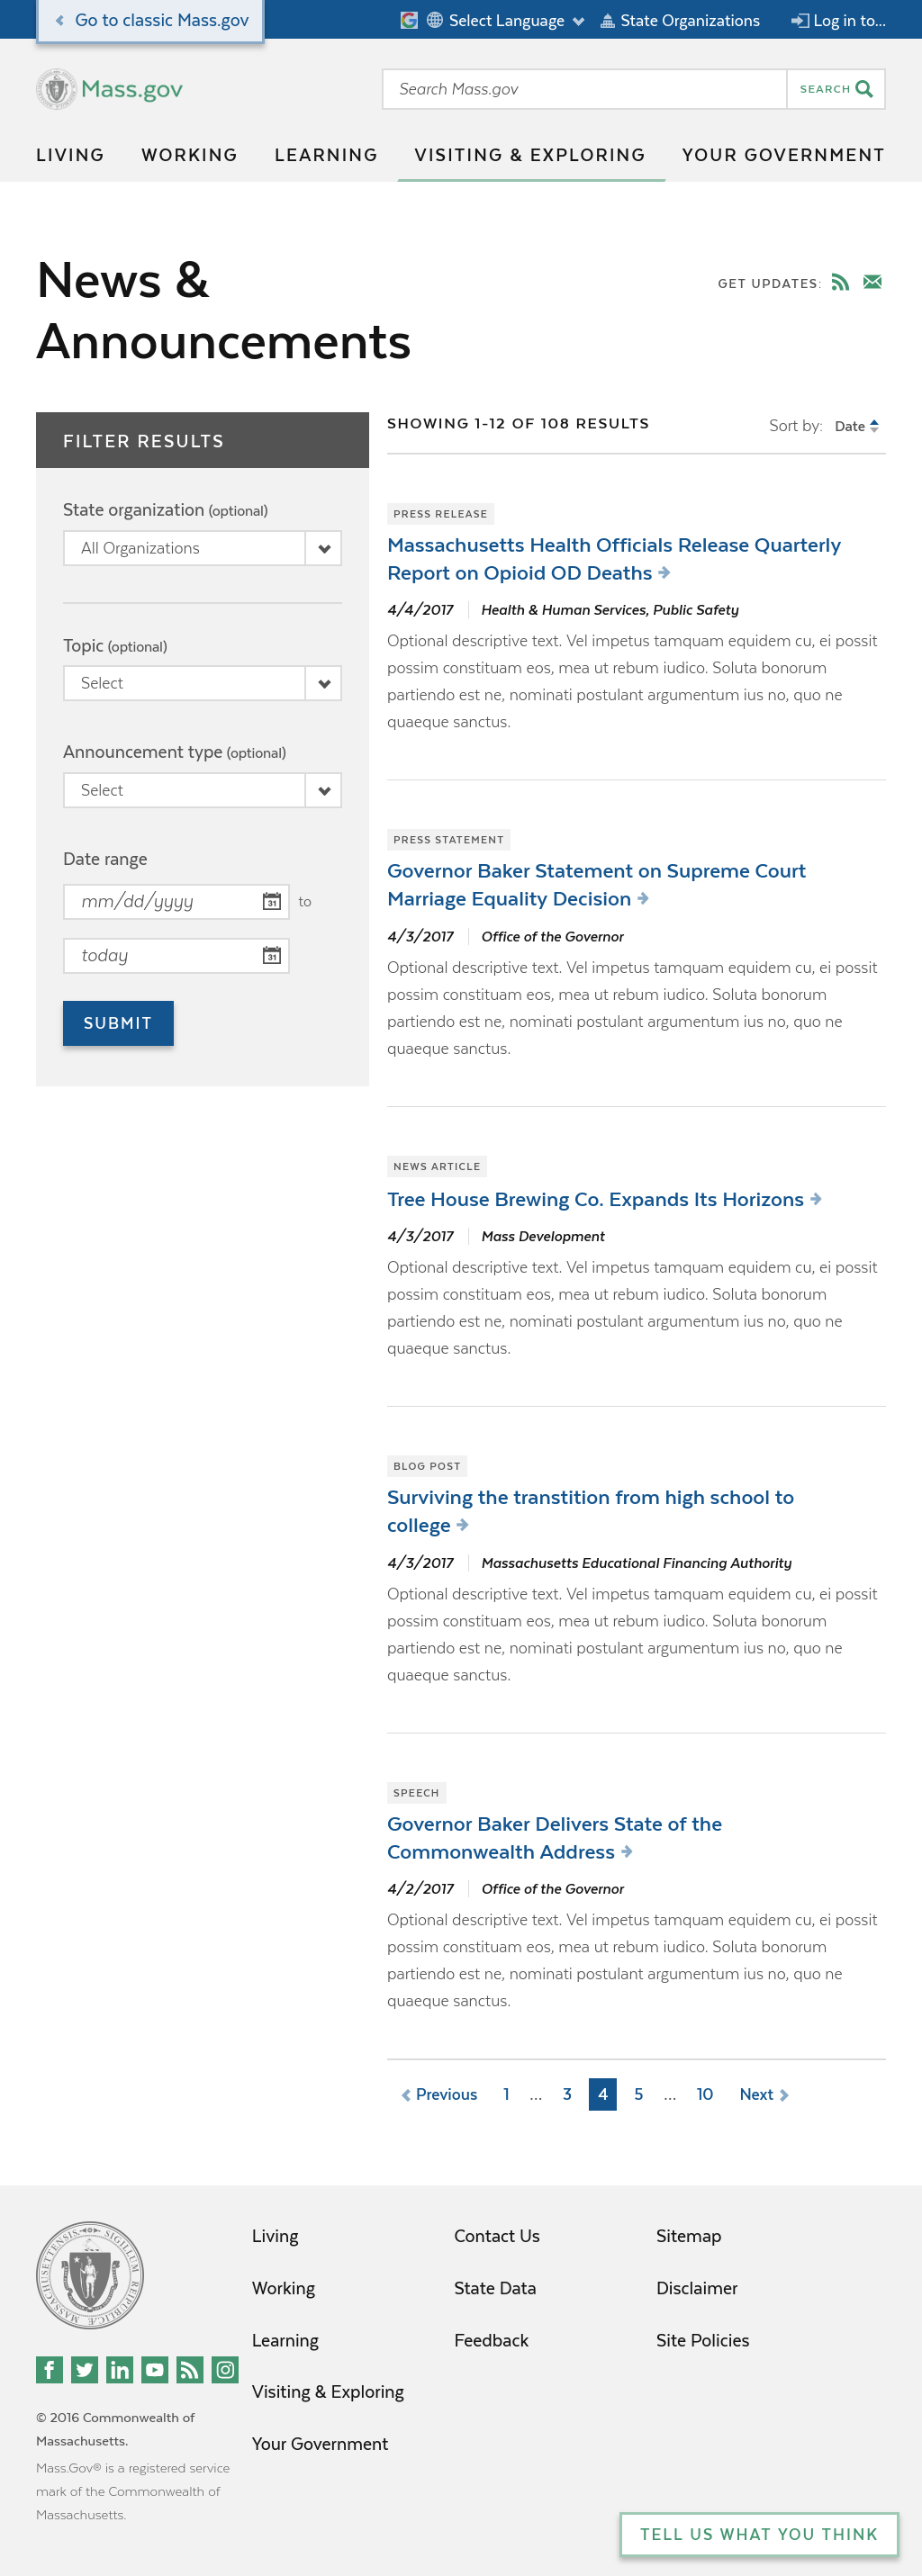 Go to classic Mass.gov
Select Language
State Organizations
Log in to...
Mass.gov
Search Mass.gov
SEARCH
LIVING
WORKING
LEARNING
VISITING & EXPLORING
YOUR GOVERNMENT
News &
Announcements
GET UPDATES:
FILTER RESULTS
State organization (optional)
All Organizations
Topic (optional)
Select
Announcement type (optional)
Select
Date range
mm/dd/yyyy
31
to
today
31
SUBMIT
SHOWING 1-12 OF 108 RESULTS
Sort by: Date
PRESS RELEASE
Massachusetts Health Officials Release Quarterly
Report on Opioid OD Deaths
4/4/2017 Health & Human Services, Public Safety
Optional descriptive text. Vel impetus tamquam equidem cu, ei possit
possim constituam eos, mea ut rebum iudico. Soluta bonorum
partiendo est ne, nominati postulant argumentum ius no, quo ne
quaeque sanctus.
PRESS STATEMENT
Governor Baker Statement on Supreme Court
Marriage Equality Decision
4/3/2017 Office of the Governor
Optional descriptive text. Vel impetus tamquam equidem cu, ei possit
possim constituam eos, mea ut rebum iudico. Soluta bonorum
partiendo est ne, nominati postulant argumentum ius no, quo ne
quaeque sanctus.
NEWS ARTICLE
Tree House Brewing Co. Expands Its Horizons
4/3/2017 Mass Development
Optional descriptive text. Vel impetus tamquam equidem cu, ei possit
possim constituam eos, mea ut rebum iudico. Soluta bonorum
partiendo est ne, nominati postulant argumentum ius no, quo ne
quaeque sanctus.
BLOG POST
Surviving the transtition from high school to
college
4/3/2017 Massachusetts Educational Financing Authority
Optional descriptive text. Vel impetus tamquam equidem cu, ei possit
possim constituam eos, mea ut rebum iudico. Soluta bonorum
partiendo est ne, nominati postulant argumentum ius no, quo ne
quaeque sanctus.
SPEECH
Governor Baker Delivers State of the
Commonwealth Address
4/2/2017 Office of the Governor
Optional descriptive text. Vel impetus tamquam equidem cu, ei possit
possim constituam eos, mea ut rebum iudico. Soluta bonorum
partiendo est ne, nominati postulant argumentum ius no, quo ne
quaeque sanctus.
Previous 1 ... 3 4 5 ... 10 Next
SIGILLUM REIPUBLICÆ MASSACHUSETTENSIS
© 2016 Commonwealth of
Massachusetts.
Mass.Gov® is a registered service
mark of the Commonwealth of
Massachusetts.
Living
Working
Learning
Visiting & Exploring
Your Government
Contact Us
State Data
Feedback
Sitemap
Disclaimer
Site Policies
TELL US WHAT YOU THINK